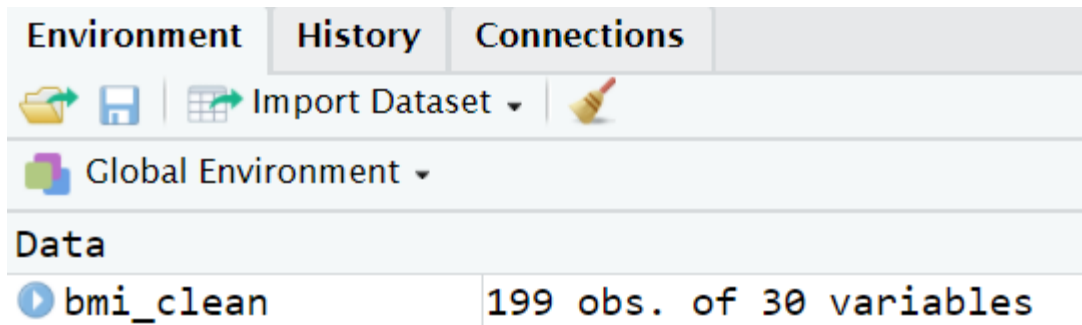 Environment History Connections
Import Dataset
Global Environment
Data
bmi_clean 199 obs. of 30 variables